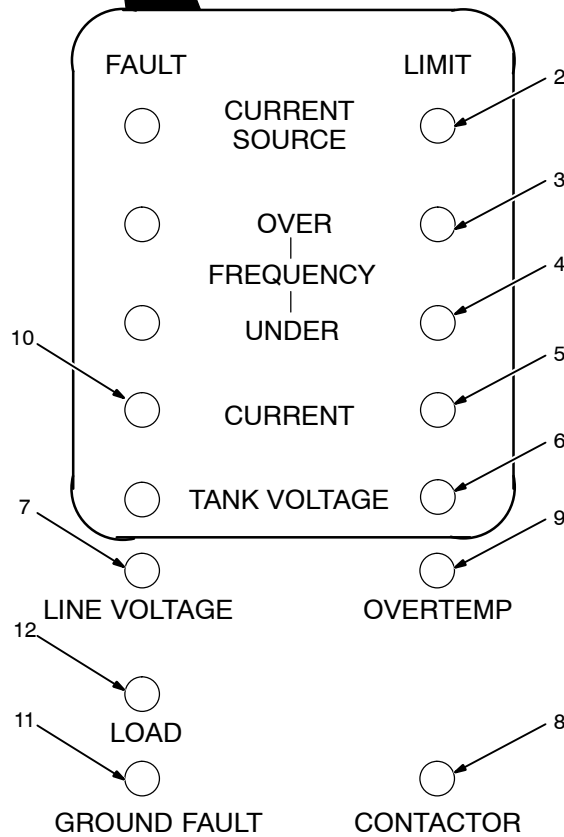 FAULT LIMIT
2
CURRENT
SOURCE
3
OVER
4
FREQUENCY
UNDER
10
5
CURRENT
6
TANK VOLTAGE
7
9
LINE VOLTAGE OVERTEMP
12
LOAD
11
8
GROUND FAULT CONTACTOR